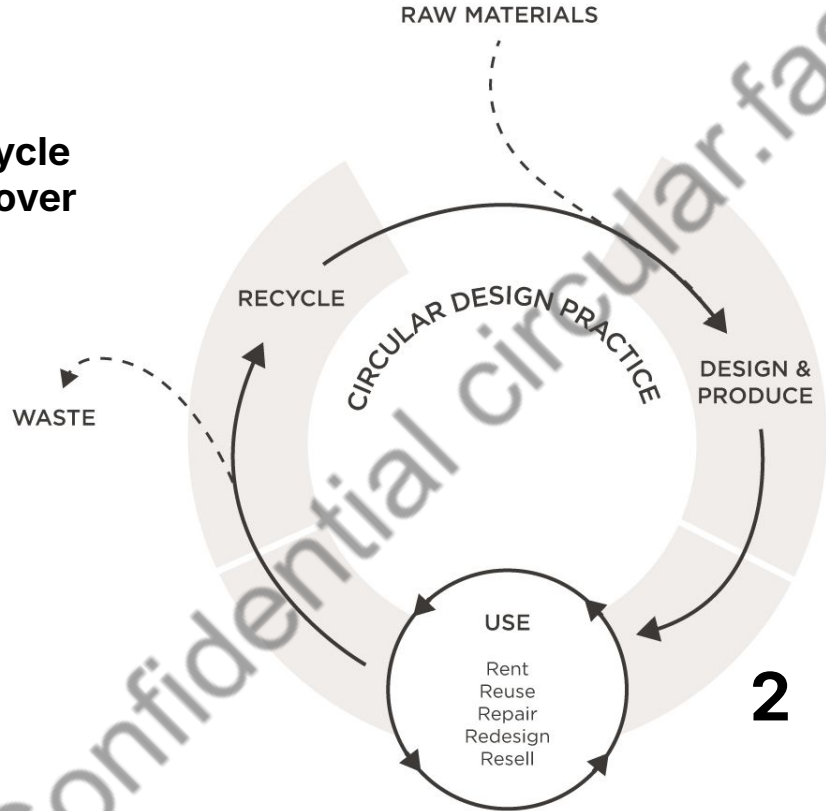 RAW MATERIALS
ycle
over
RECYCLE
CIRCULAR DESIGN PRACTICE
DESIGN &
PRODUCE
WASTE
USE
Rent
Reuse
Repair
Redesign
Resell
2
confidential circular.fas